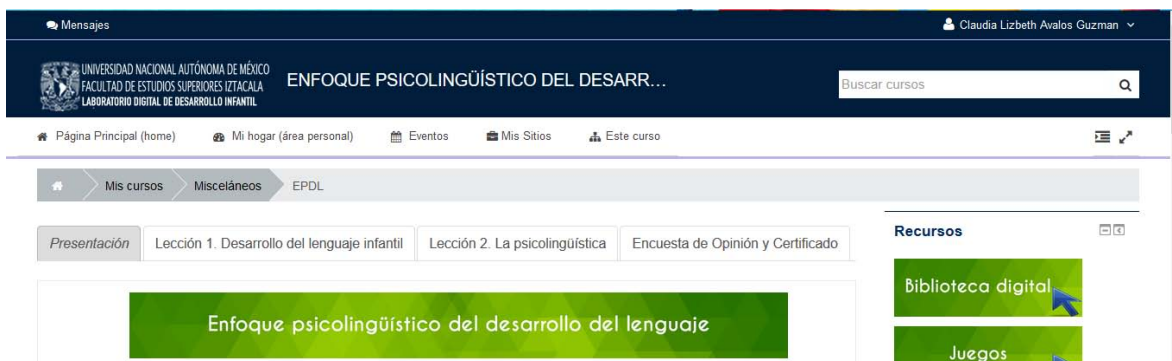 Mensajes
Claudia Lizbeth Avalos Guzman
UNIVERSIDAD NACIONAL AUTÓNOMA DE MÉXICO
FACULTAD DE ESTUDIOS SUPERIORES IZTACALA
LABORATORIO DIGITAL DE DESARROLLO INFANTIL
ENFOQUE PSICOLINGÜÍSTICO DEL DESARR...
Buscar cursos
Página Principal (home) Mi hogar (área personal) Eventos Mis Sitios Este curso
Mis cursos Misceláneos EPDL
Presentación Lección 1. Desarrollo del lenguaje infantil Lección 2. La psicolingüística Encuesta de Opinión y Certificado
Recursos
Biblioteca digital
Enfoque psicolingüístico del desarrollo del lenguaje
Juegos